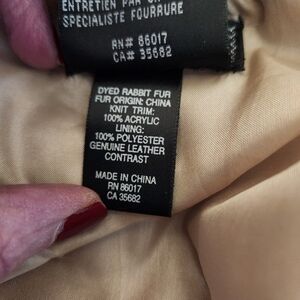 ENTRETIEN PAR UN
SPECIALISTE FOURRURE
RN# 86017
CA# 35682
DYED RABBIT FUR
FUR ORIGIN: CHINA
KNIT TRIM:
100% ACRYLIC
LINING:
100% POLYESTER
GENUINE LEATHER
CONTRAST
MADE IN CHINA
RN 86017
CA 35682